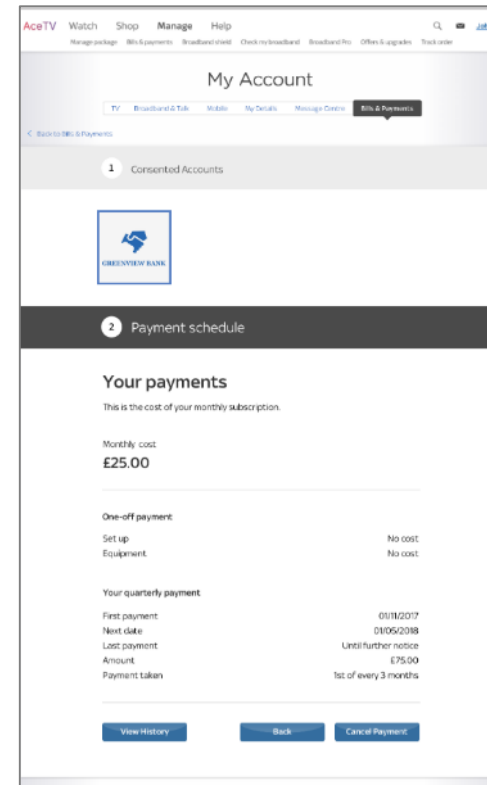 AceTV Watch Shop Manage Help
Manage package Bills & payments Broadband shield Check my broadband Broadband Pro Offers & upgrades Track order
My Account
TV Broadband & Talk Mobile My Details Message Centre Bills & Payments
Back to Bills & Payments
1 Consented Accounts
GREENVIEW BANK
2 Payment schedule
Your payments
This is the cost of your monthly subscription.
Monthly cost
£25.00
One-off payment
Set up No cost
Equipment No cost
Your quarterly payment
First payment 01/11/2017
Next date 01/05/2018
Last payment Until further notice
Amount £75.00
Payment taken 1st of every 3 months
View History Back Cancel Payment